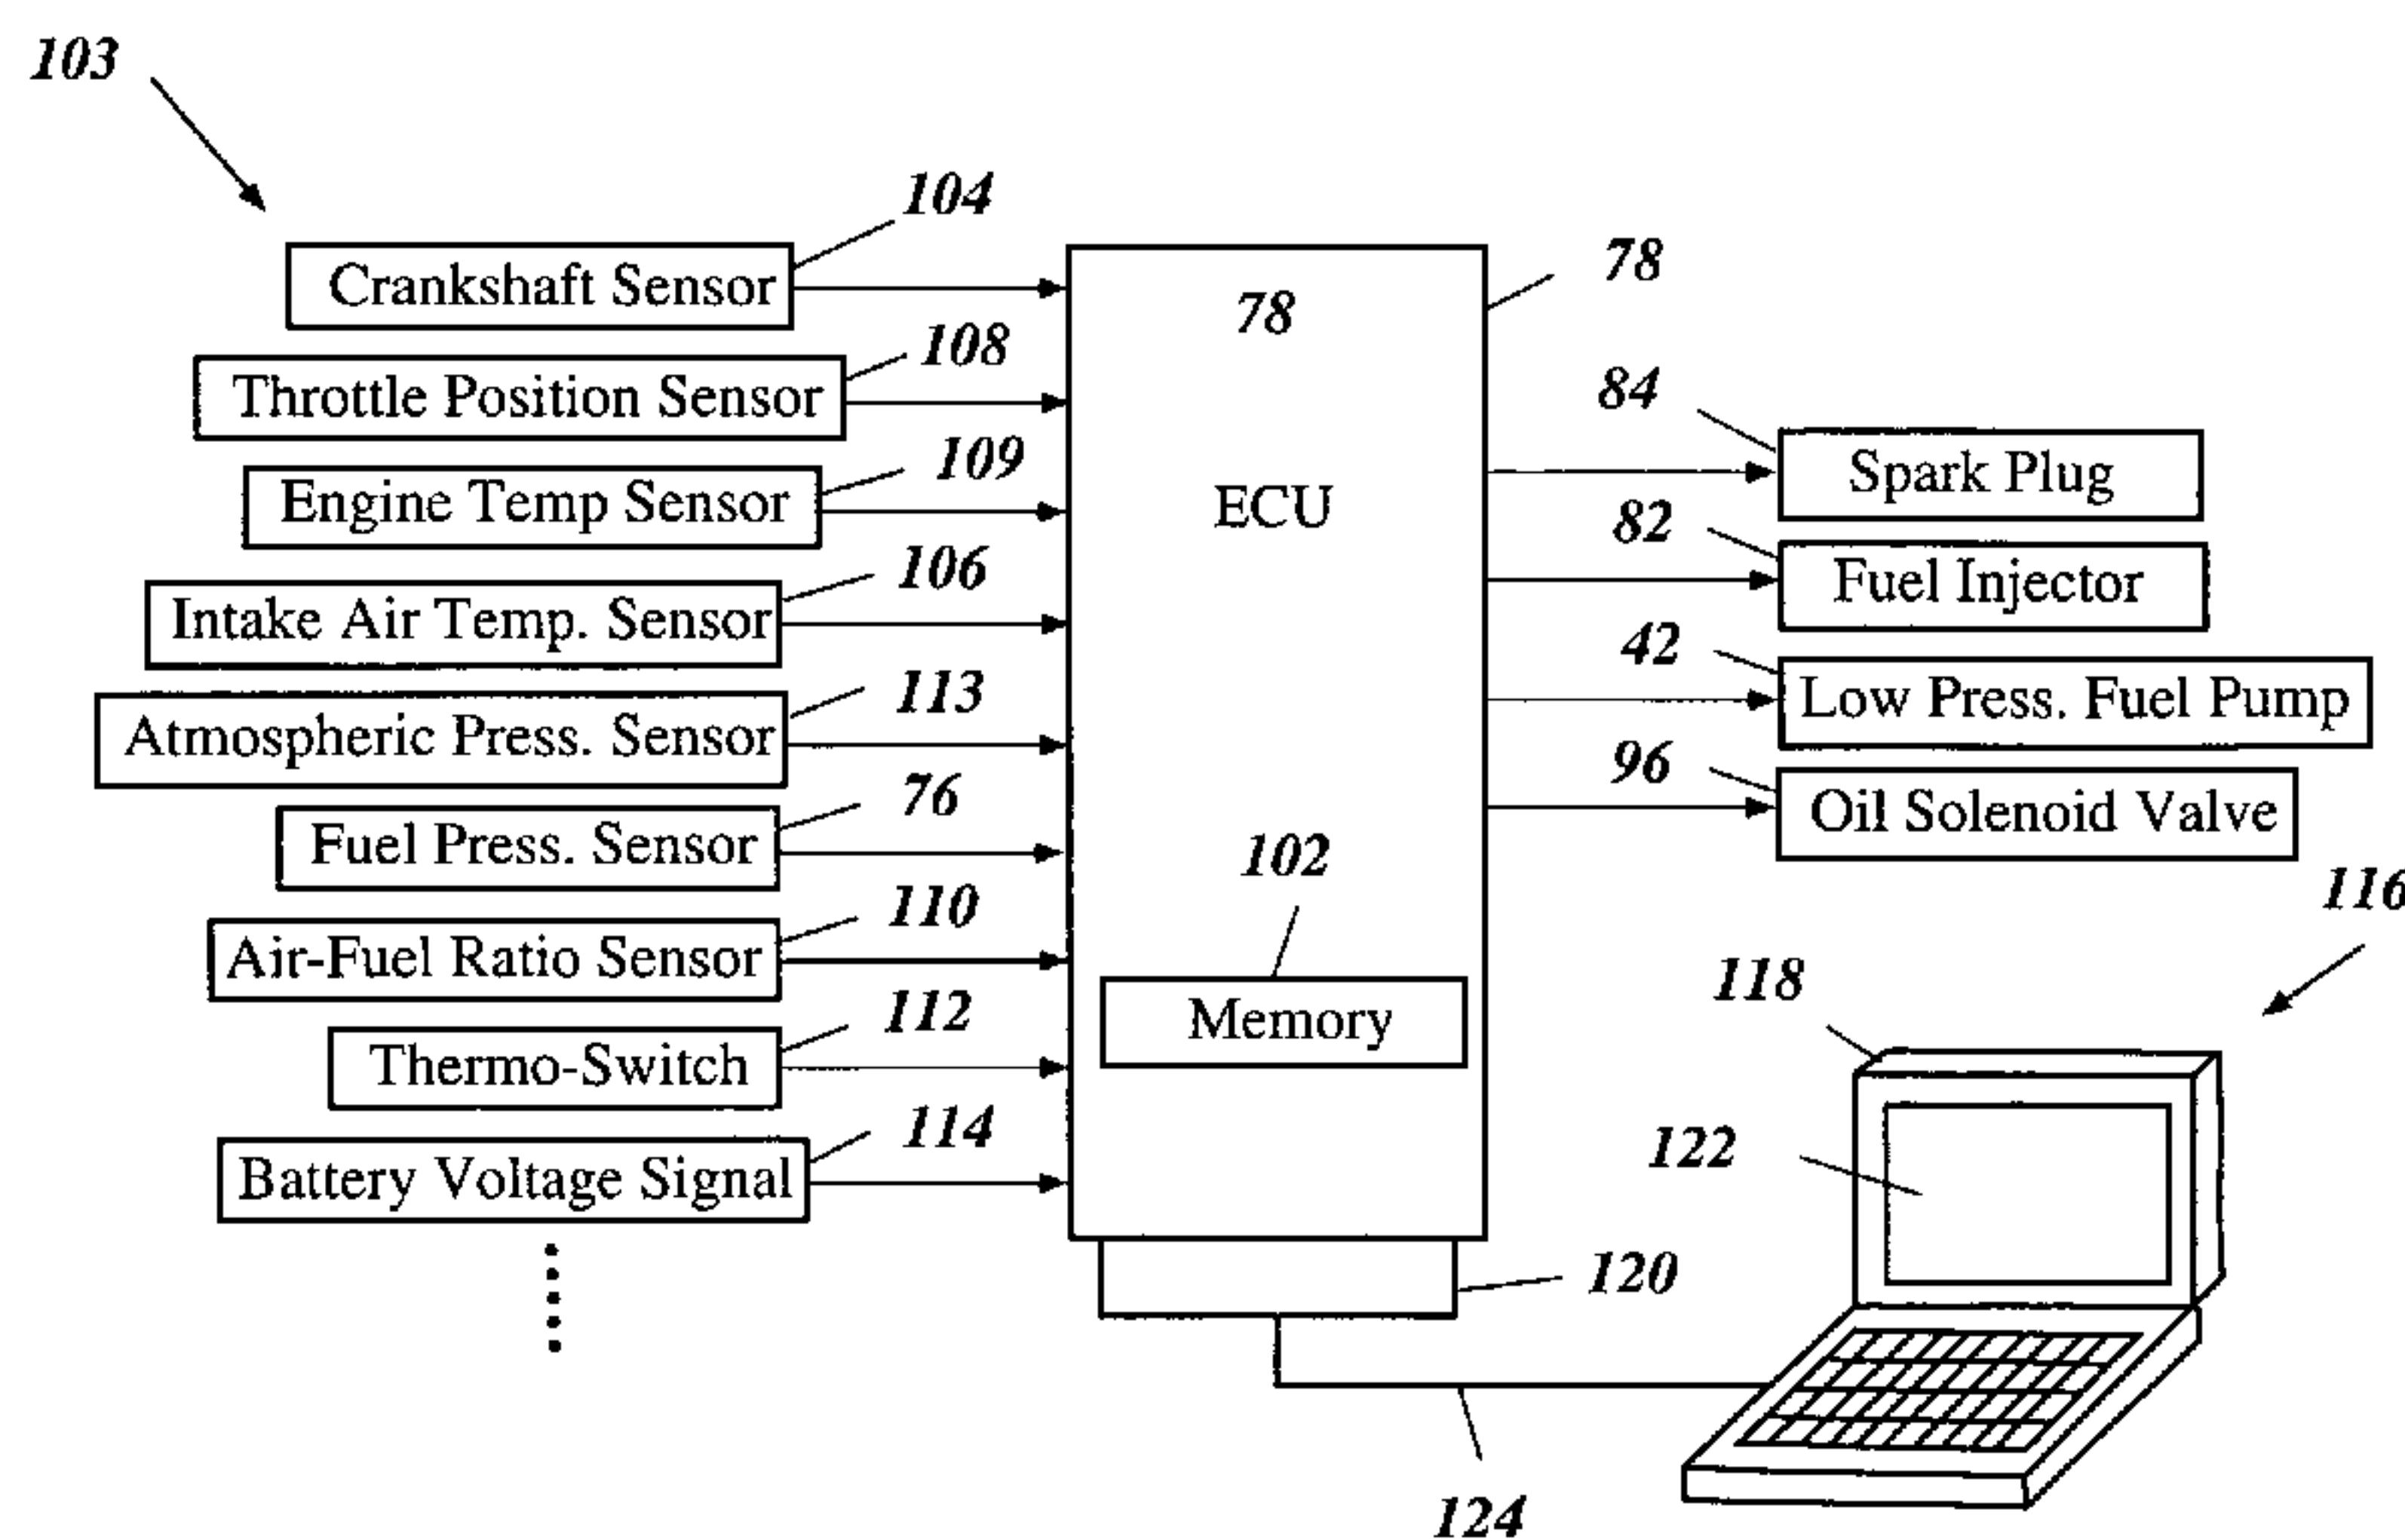 103
104
Crankshaft Sensor
108
Throttle Position Sensor
109
Engine Temp Sensor
106
Intake Air Temp. Sensor
113
Atmospheric Press. Sensor
76
Fuel Press. Sensor
110
Air-Fuel Ratio Sensor
112
Thermo-Switch
114
Battery Voltage Signal
78
78
ECU
102
Memory
84
Spark Plug
82
Fuel Injector
42
Low Press. Fuel Pump
96
Oil Solenoid Valve
116
118
122
120
124